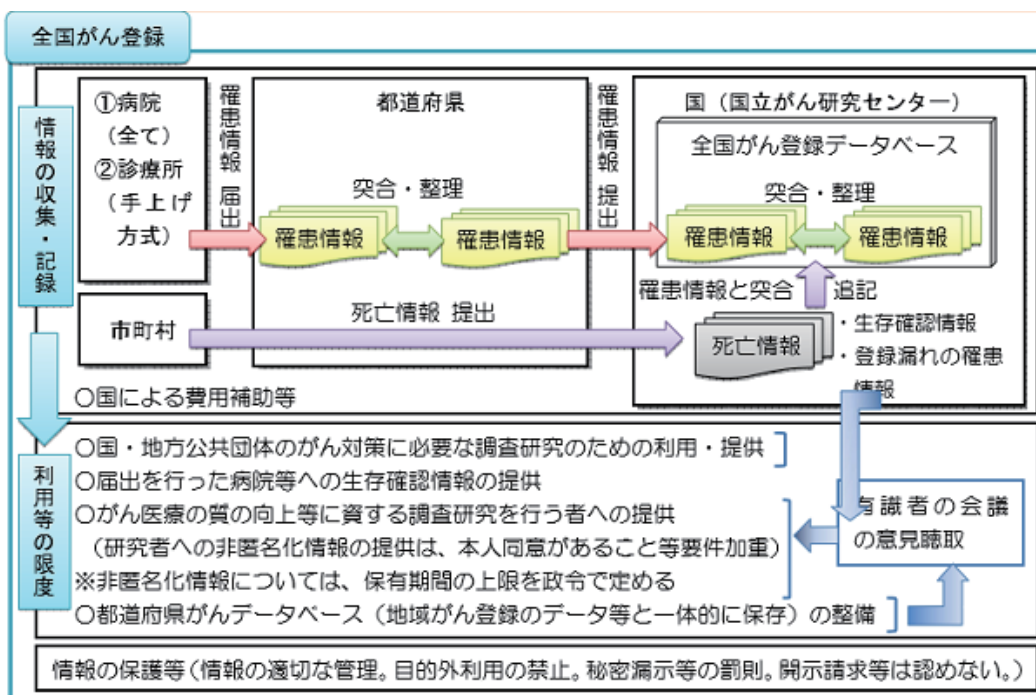 全国がん登録
情報の収集・記録
①病院
（全て）
②診療所
（手上げ
方式）
罹患情報 届出
都道府県
突合・整理
罹患情報
罹患情報
罹患情報 提出
国（国立がん研究センター）
全国がん登録データベース
突合・整理
罹患情報
罹患情報
罹患情報と突合
追記
市町村
死亡情報 提出
死亡情報
・生存確認情報
・登録漏れの罹患
情報
○国による費用補助等
利用等の限度
○国・地方公共団体のがん対策に必要な調査研究のための利用・提供
○届出を行った病院等への生存確認情報の提供
○がん医療の質の向上等に資する調査研究を行う者への提供
（研究者への非匿名化情報の提供は、本人同意があること等要件加重）
※非匿名化情報については、保有期間の上限を政令で定める
○都道府県がんデータベース（地域がん登録のデータ等と一体的に保存）の整備
有識者の会議
の意見聴取
情報の保護等（情報の適切な管理。目的外利用の禁止。秘密漏示等の罰則。開示請求等は認めない。）